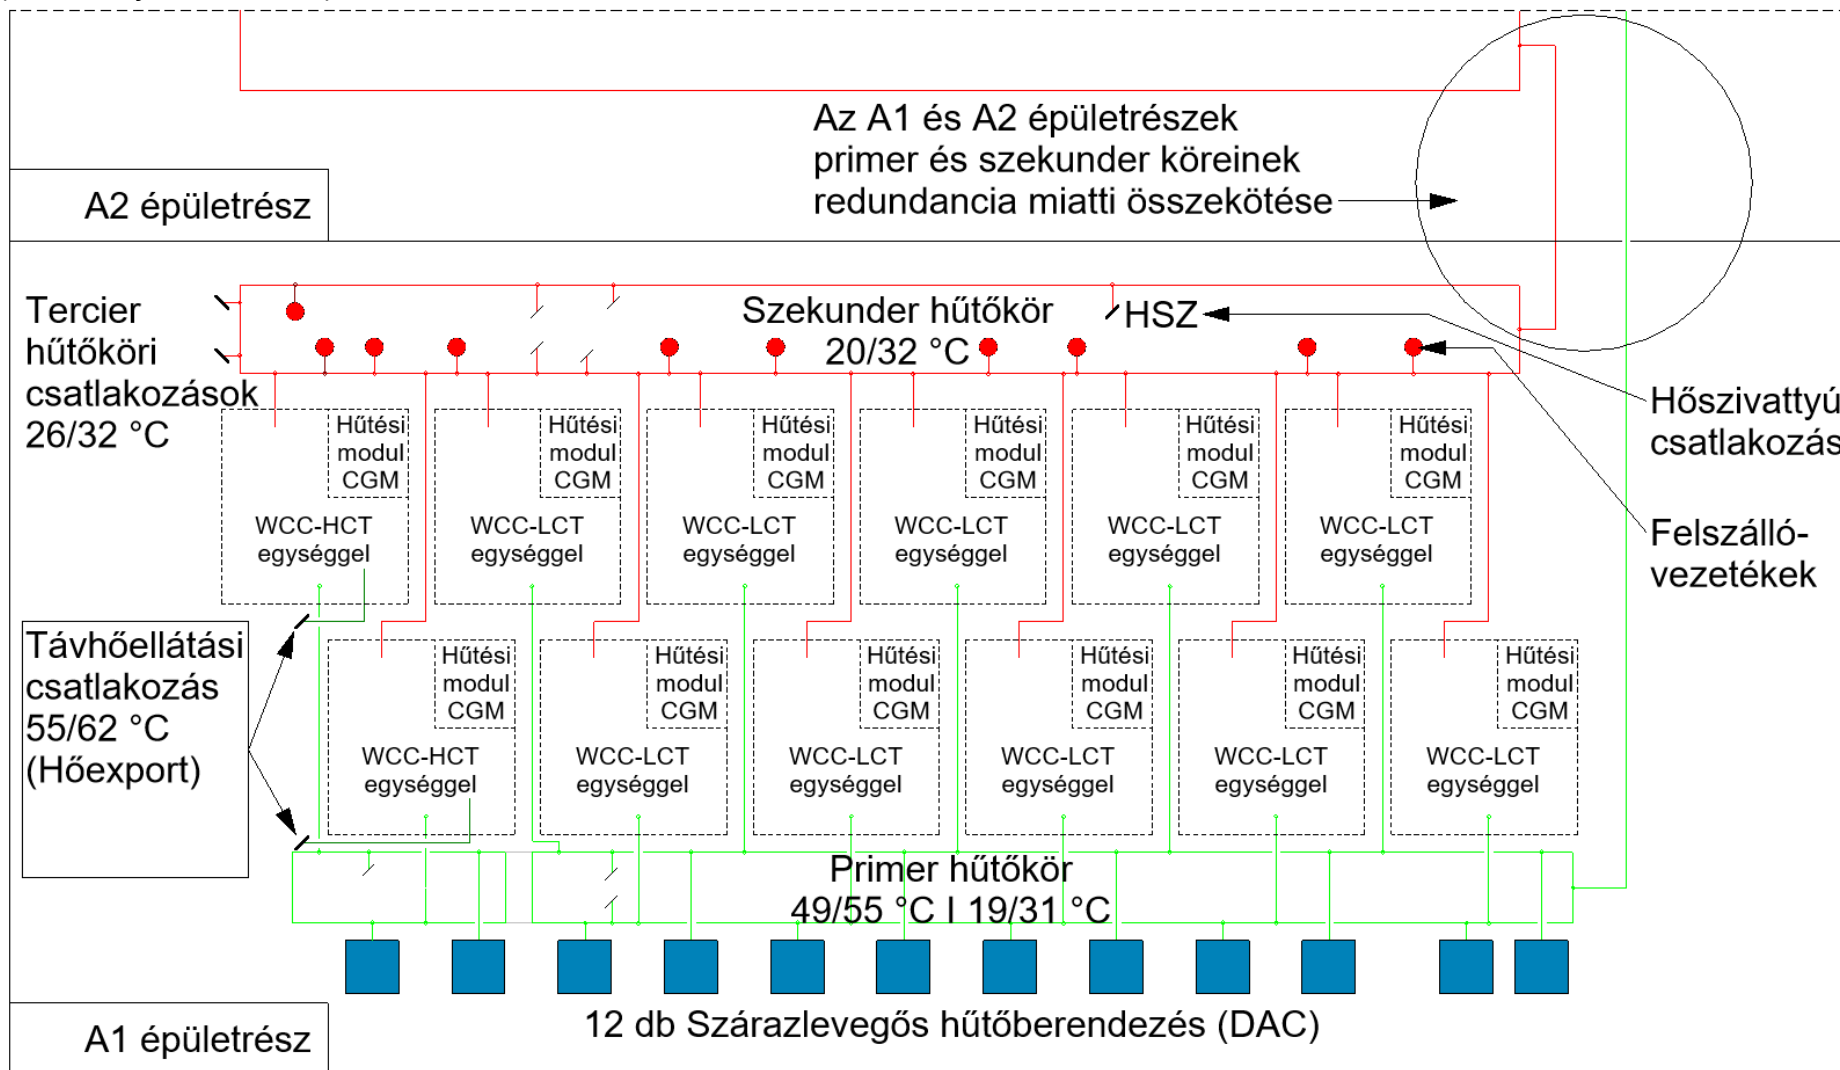 Az A1 és A2 épületrészek
primer és szekunder köreinek
redundancia miatti összekötése
A2 épületrész
Tercier
hűtőköri
csatlakozások
26/32 °C
Szekunder hűtőkör
20/32 °C
HSZ
Hőszivattyú
csatlakozás
Felszálló-
vezetékek
Hűtési
modul
CGM
WCC-HCT
egységgel
Hűtési
modul
CGM
WCC-LCT
egységgel
Hűtési
modul
CGM
WCC-LCT
egységgel
Hűtési
modul
CGM
WCC-LCT
egységgel
Hűtési
modul
CGM
WCC-LCT
egységgel
Hűtési
modul
CGM
WCC-LCT
egységgel
Távhőellátási
csatlakozás
55/62 °C
(Hőexport)
Hűtési
modul
CGM
WCC-HCT
egységgel
Hűtési
modul
CGM
WCC-LCT
egységgel
Hűtési
modul
CGM
WCC-LCT
egységgel
Hűtési
modul
CGM
WCC-LCT
egységgel
Hűtési
modul
CGM
WCC-LCT
egységgel
Hűtési
modul
CGM
WCC-LCT
egységgel
Primer hűtőkör
49/55 °C I 19/31 °C
12 db Szárazlevegős hűtőberendezés (DAC)
A1 épületrész